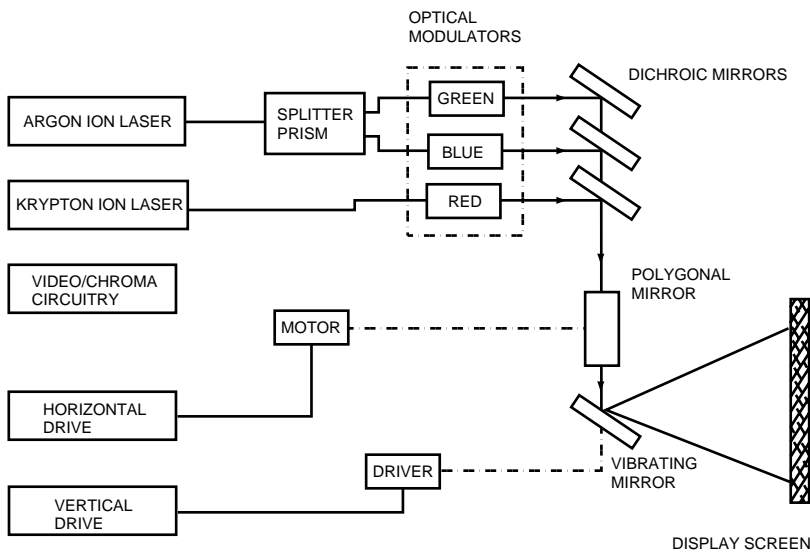 OPTICAL
MODULATORS
DICHROIC MIRRORS
GREEN
ARGON ION LASER
SPLITTER
PRISM
BLUE
KRYPTON ION LASER
RED
VIDEO/CHROMA
CIRCUITRY
POLYGONAL
MIRROR
MOTOR
HORIZONTAL
DRIVE
DRIVER
VIBRATING
MIRROR
VERTICAL
DRIVE
DISPLAY SCREEN